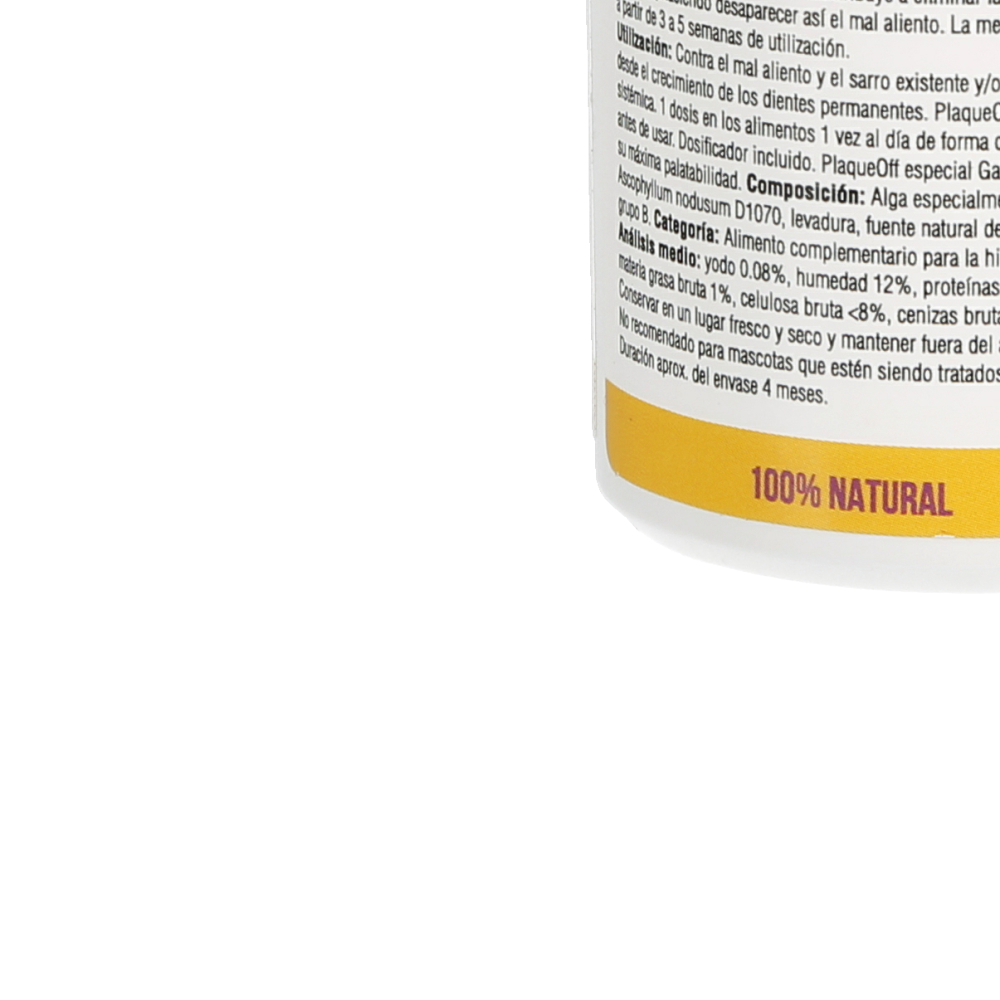 desaparecer así el mal aliento. La me
a partir de 3 a 5 semanas de utilización.
Utilización: Contra el mal aliento y el sarro existente y/o
desde el crecimiento de los dientes permanentes. PlaqueO
sistémica. 1 dosis en los alimentos 1 vez al día de forma c
antes de usar. Dosificador incluido. PlaqueOff especial Ga
su máxima palatabilidad. Composición: Alga especialme
Ascophyllum nodusum D1070, levadura, fuente natural de
grupo B. Categoría: Alimento complementario para la hi
Análisis medio: yodo 0.08%, humedad 12%, proteínas
materia grasa bruta 1%, celulosa bruta <8%, cenizas bruta
Conservar en un lugar fresco y seco y mantener fuera del a
No recomendado para mascotas que estén siendo tratados
Duración aprox. del envase 4 meses.
100% NATURAL